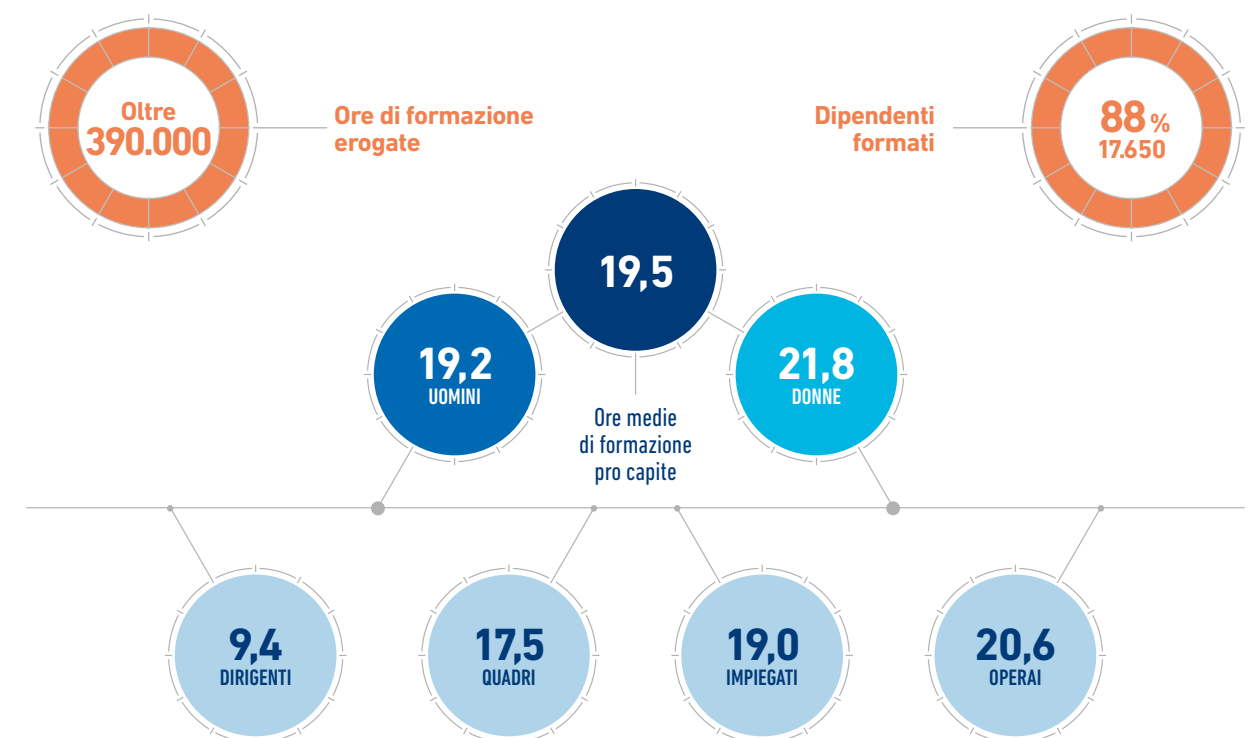 Oltre
390.000
Ore di formazione
erogate
Dipendenti
formati
88 %
17.650
19,5
19,2
UOMINI
21,8
DONNE
Ore medie
di formazione
pro capite
9,4
DIRIGENTI
17,5
QUADRI
19,0
IMPIEGATI
20,6
OPERAI